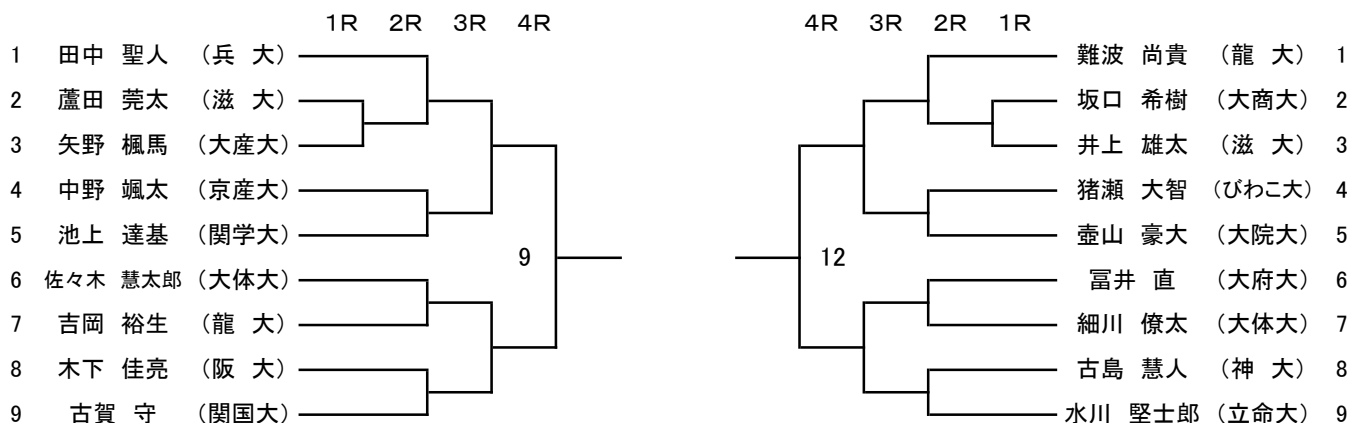 1R 2R 3R 4R
1 田中 聖人 (兵 大)
2 蘆田 莞太 (滋 大)
3 矢野 楓馬 (大産大)
4 中野 颯太 (京産大)
5 池上 達基 (関学大)
9
6 佐々木 慧太郎 (大体大)
7 吉岡 裕生 (龍 大)
8 木下 佳亮 (阪 大)
9 古賀 守 (関国大)
4R 3R 2R 1R
難波 尚貴 (龍 大) 1
坂口 希樹 (大商大) 2
井上 雄太 (滋 大) 3
猪瀬 大智 (びわこ大) 4
壺山 豪大 (大院大) 5
12
冨井 直 (大府大) 6
細川 僚太 (大体大) 7
古島 慧人 (神 大) 8
水川 堅士郎 (立命大) 9